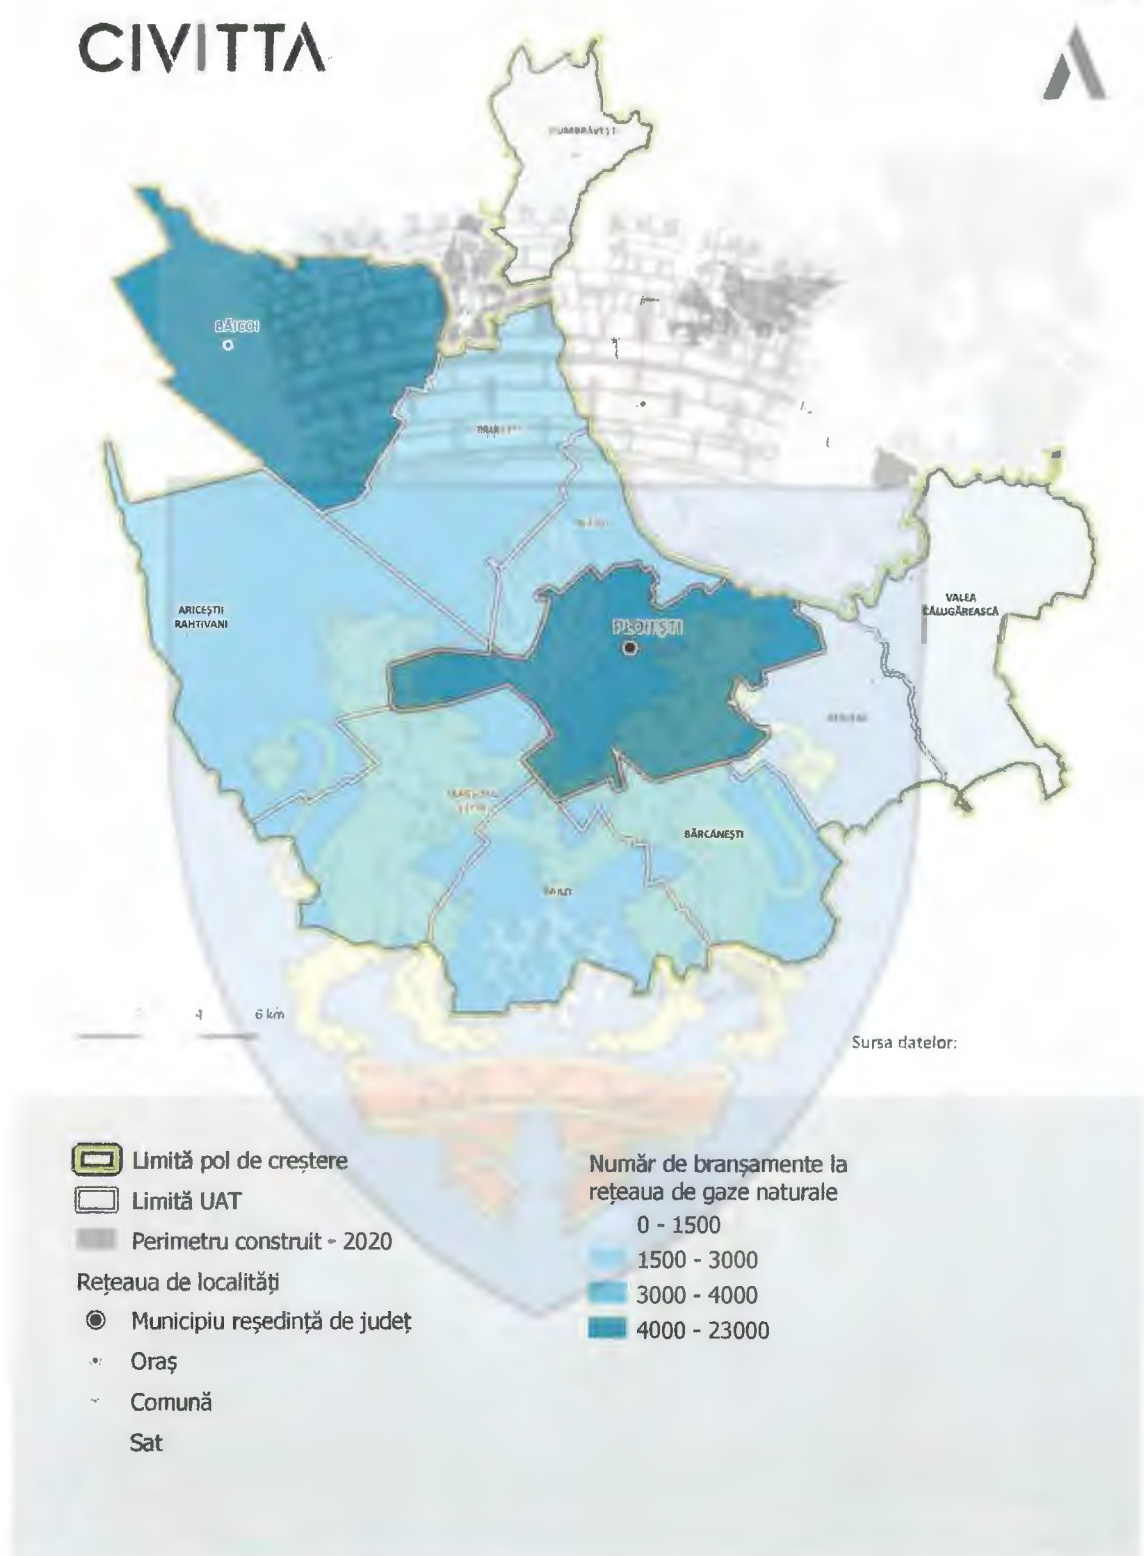 CIVITTA
BĂICOI
ARICEȘTII
RAHTIVANI
VALEA
CĂLUGĂREASCĂ
PLOIEȘTI
BĂRCĂNEȘTI
4 6 km
Sursa datelor:
Limită pol de creștere
Limită UAT
Perimetru construit - 2020
Rețeaua de localități
Municipiu reședință de județ
Oraș
Comună
Sat
Număr de branșamente la
rețeaua de gaze naturale
0 - 1500
1500 - 3000
3000 - 4000
4000 - 23000